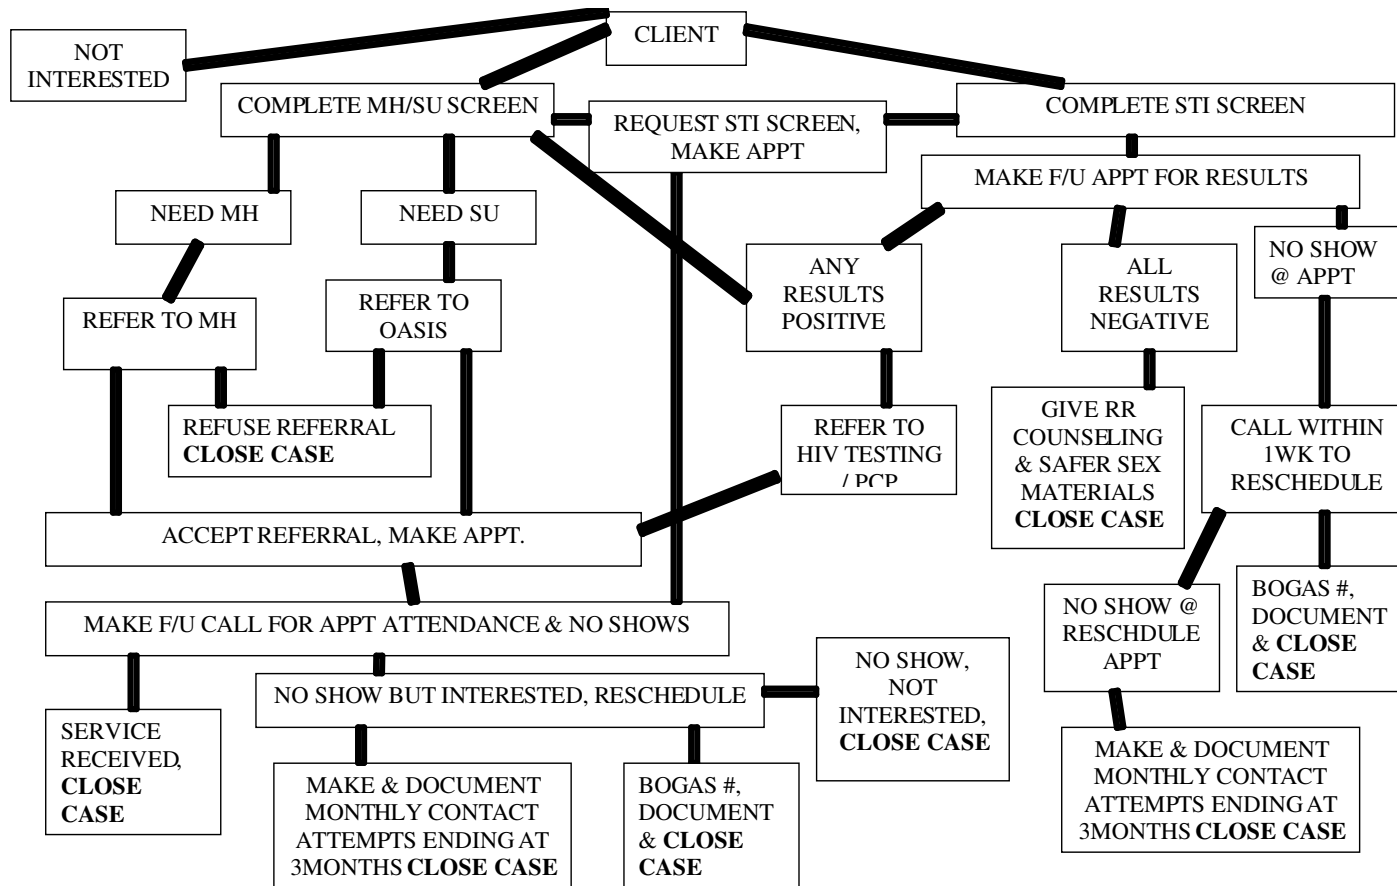 CLIENT
NOT
INTERESTED
COMPLETE MH/SU SCREEN
REQUEST STI SCREEN,
MAKE APPT
COMPLETE STI SCREEN
MAKE F/U APPT FOR RESULTS
NEED MH
NEED SU
ANY
RESULTS
POSITIVE
ALL
RESULTS
NEGATIVE
NO SHOW
@ APPT
REFER TO MH
REFER TO
OASIS
REFUSE REFERRAL
CLOSE CASE
REFER TO
HIV TESTING
/ PCP
GIVE RR
COUNSELING
& SAFER SEX
MATERIALS
CLOSE CASE
CALL WITHIN
1WK TO
RESCHEDULE
ACCEPT REFERRAL, MAKE APPT.
MAKE F/U CALL FOR APPT ATTENDANCE & NO SHOWS
NO SHOW @
RESCHDULE
APPT
BOGAS #,
DOCUMENT
& CLOSE
CASE
NO SHOW BUT INTERESTED, RESCHEDULE
NO SHOW,
NOT
INTERESTED,
CLOSE CASE
SERVICE
RECEIVED,
CLOSE
CASE
MAKE & DOCUMENT
MONTHLY CONTACT
ATTEMPTS ENDING AT
3MONTHS CLOSE CASE
BOGAS #,
DOCUMENT
& CLOSE
CASE
MAKE & DOCUMENT
MONTHLY CONTACT
ATTEMPTS ENDING AT
3MONTHS CLOSE CASE